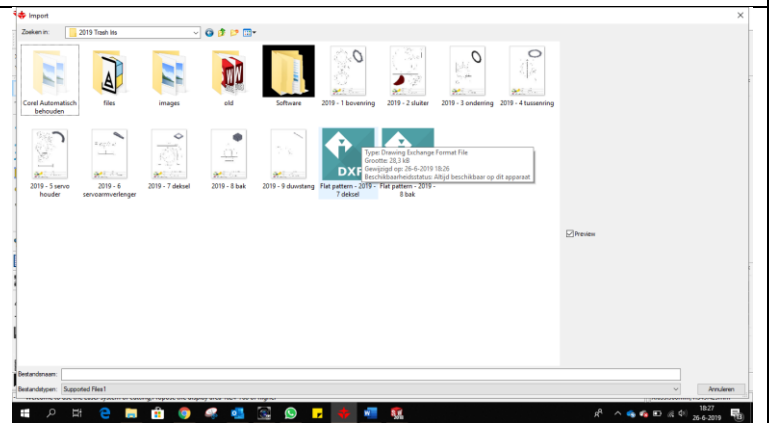 Import
Zoeken in:
2019 Trash Iris
Corel Automatisch
behouden
files
images
old
Software
2019 - 1 bovenring
2019 - 2 sluiter
2019 - 3 ondering
2019 - 4 tussenring
2019 - 5 servo
houder
2019 - 6
servoarmverlenger
2019 - 7 deksel
2019 - 8 bak
2019 - 9 duwstang
DXF
Flat pattern - 2019 -
7 deksel
Flat pattern - 2019 -
8 bak
Type: Drawing Exchange Format File
Grootte: 28,3 kB
Gewijzigd op: 26-6-2019 18:26
Beschikbaarheidsstatus: Altijd beschikbaar op dit apparaat
Preview
Bestandsnaam:
Bestandstypen:
Supported Files1
Annuleren
18:27
26-6-2019